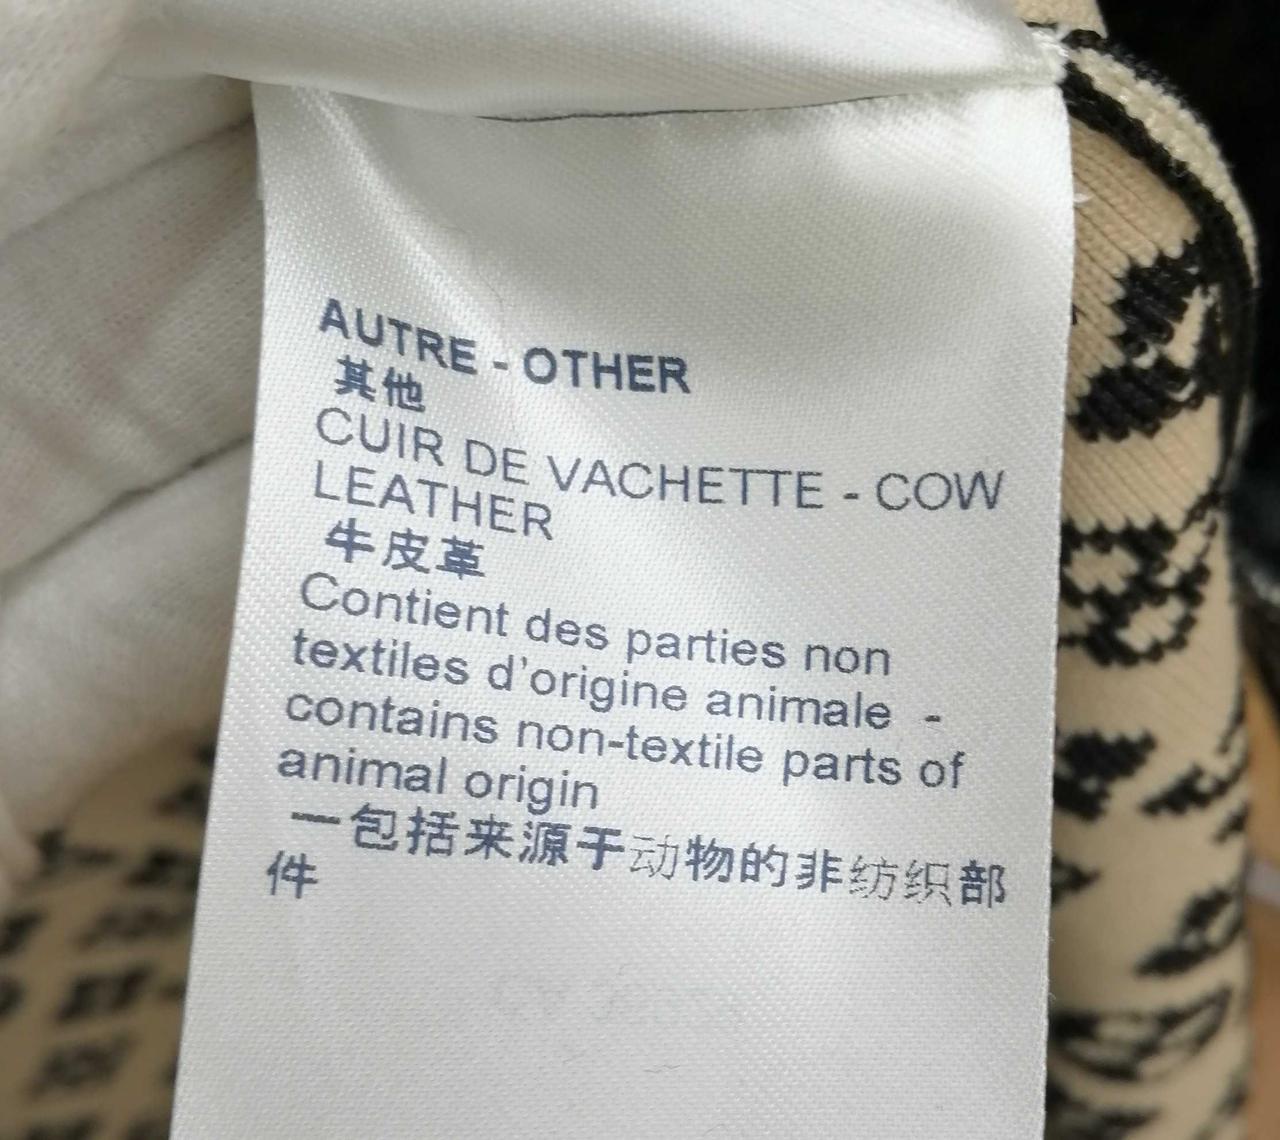 AUTRE - OTHER
其他
CUIR DE VACHETTE - COW
LEATHER
牛皮革
Contient des parties non
textiles d'origine animale -
contains non-textile parts of
animal origin
一包括来源于动物的非纺织部
件